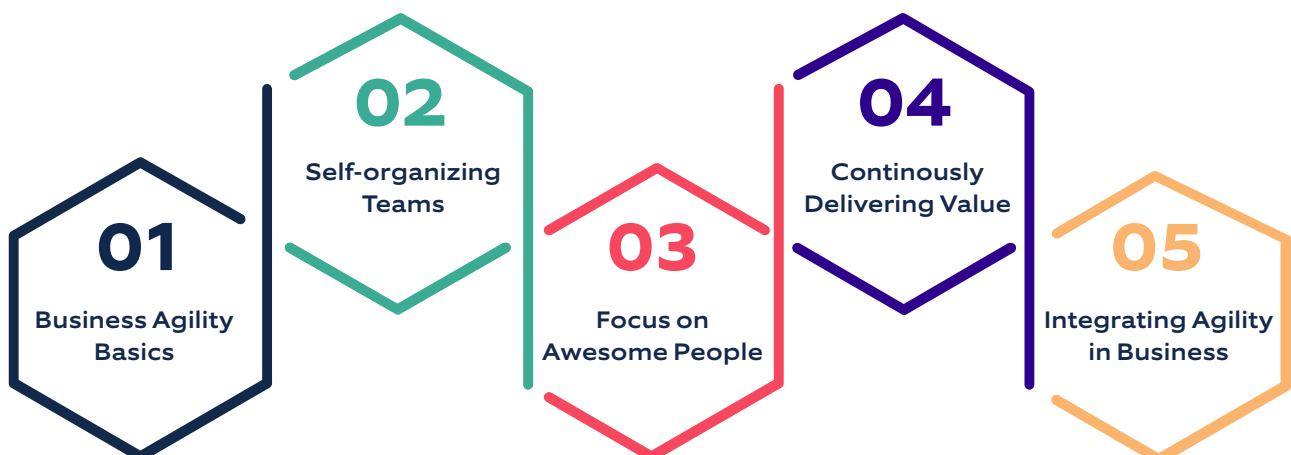 01
Business Agility
Basics
02
Self-organizing
Teams
03
Focus on
Awesome People
04
Continously
Delivering Value
05
Integrating Agility
in Business